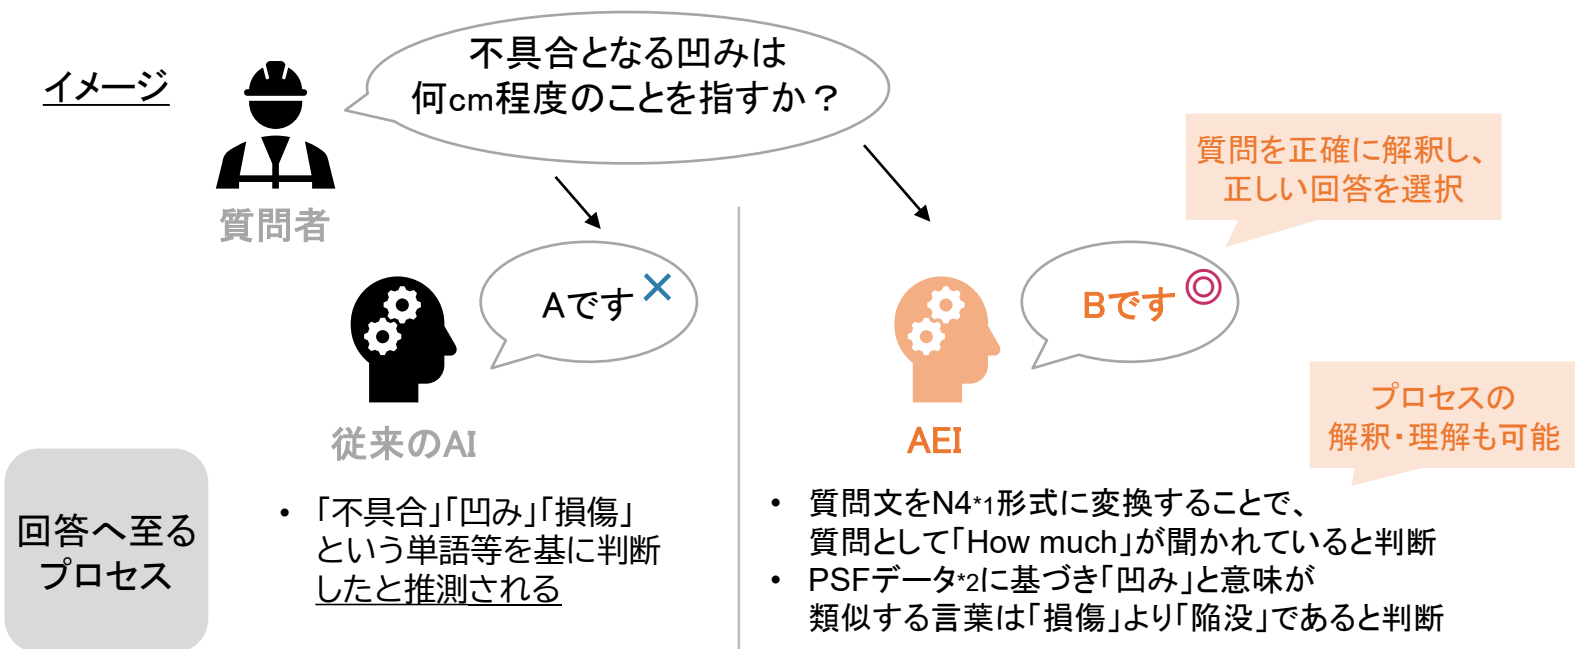 イメージ
不具合となる凹みは
何cm程度のことを指すか？
質問者
質問を正確に解釈し、
正しい回答を選択
Aです×
Bです◎
従来のAI
AEI
プロセスの
解釈・理解も可能
回答へ至る
プロセス
• 「不具合」「凹み」「損傷」
という単語等を基に判断
したと推測される
• 質問文をN4*1形式に変換することで、
質問として「How much」が聞かれていると判断
• PSFデータ*2に基づき「凹み」と意味が
類似する言葉は「損傷」より「陥没」であると判断